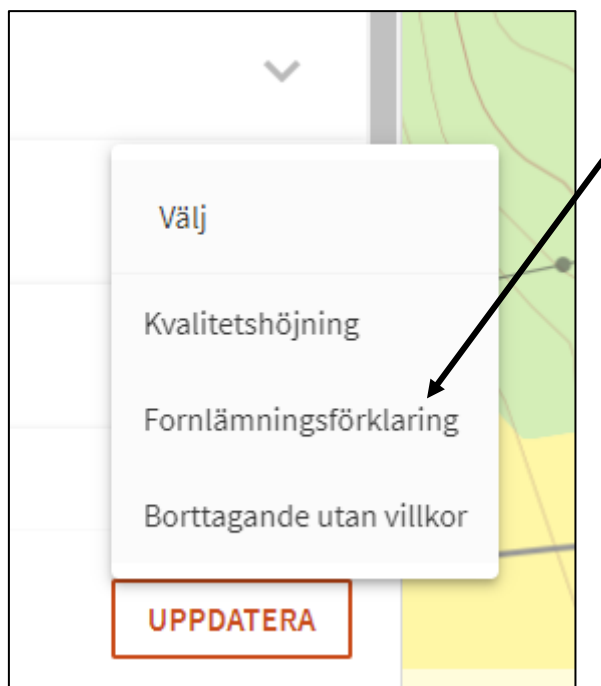 Välj
Kvalitetshöjning
Fornlämningsförklaring
Borttagande utan villkor
UPPDATERA